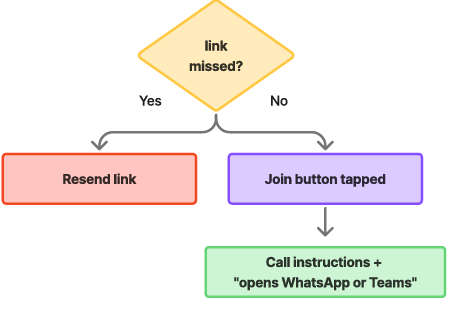 link
missed?
Yes
No
Resend link
Join button tapped
Call instructions +
"opens WhatsApp or Teams"